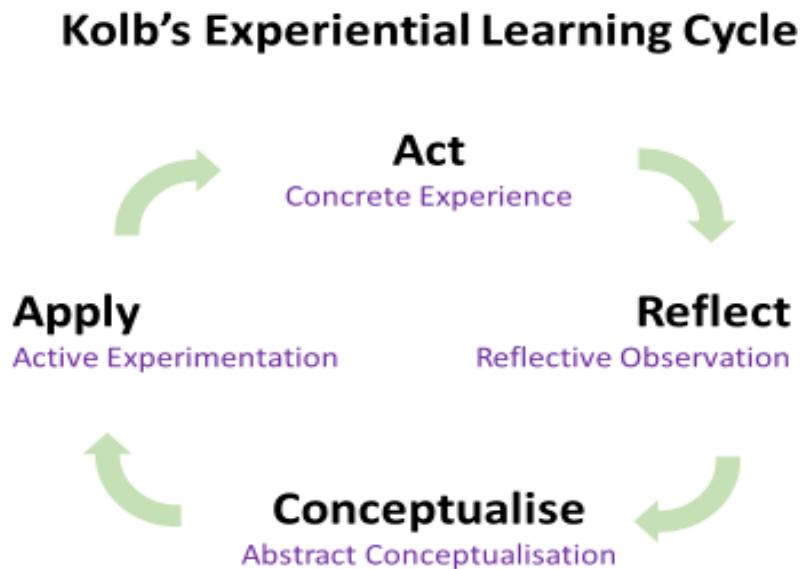 Kolb’s Experiential Learning Cycle
Act
Concrete Experience
Apply
Active Experimentation
Reflect
Reflective Observation
Conceptualise
Abstract Conceptualisation